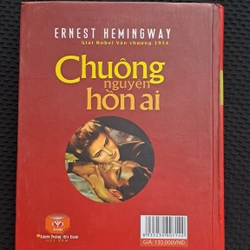 ERNEST HEMINGWAY
Giải Nobel Văn chương 1954
Chuông
nguyện
hồn ai
GIÁ: 135.000VNĐ